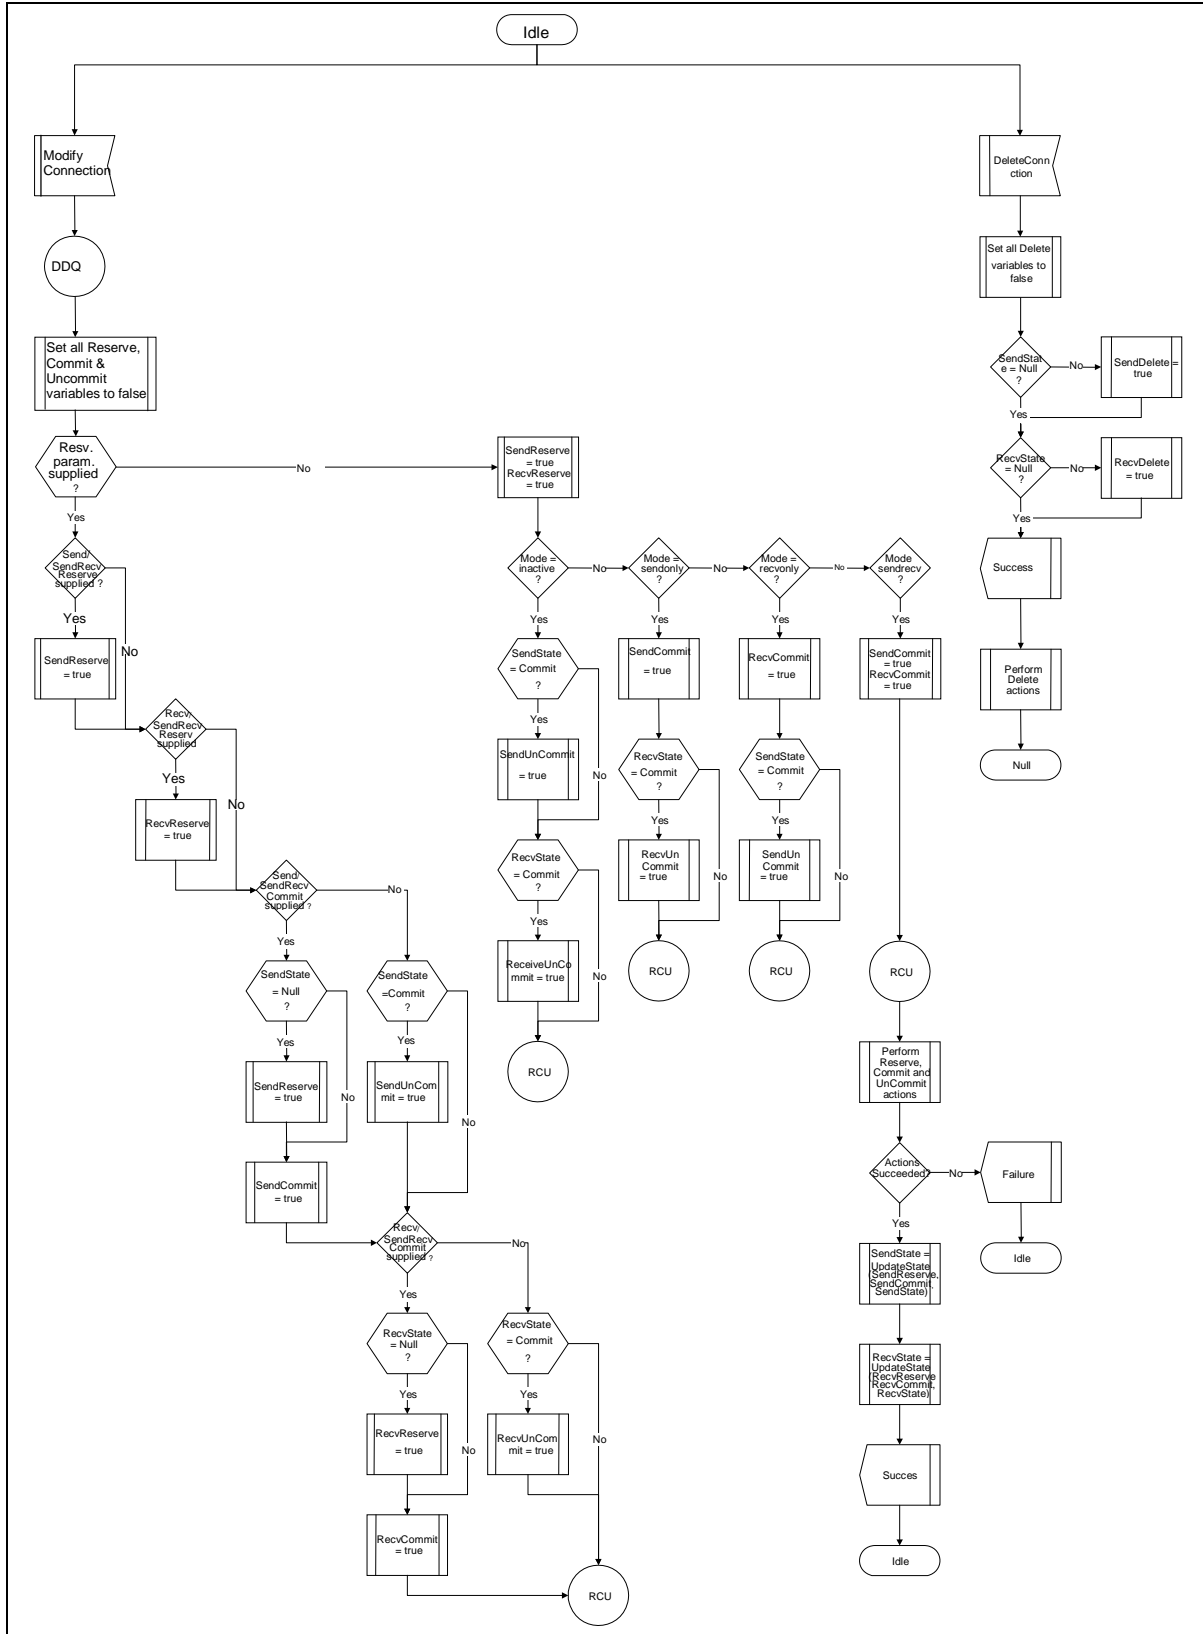 Idle
Modify
Connection
DDQ
Set all Reserve,
Commit &
Uncommit
variables to false
Resv.
param.
supplied
?
No
Yes
Send/
SendRecv
Reserve
supplied ?
Yes
No
SendReserve
= true
Recv/
SendRecv
Reserv
supplied
Yes
No
RecvReserve
= true
Send/
SendRecv
Commit
supplied ?
No
Yes
SendState
= Null
?
Yes
No
SendReserve
= true
SendCommit
= true
SendState
=Commit
?
Yes
No
SendUnCom
mit = true
Recv/
SendRecv
Commit
supplied ?
No
Yes
RecvState
= Null
?
Yes
No
RecvReserve
= true
RecvCommit
= true
RecvState
= Commit
?
Yes
No
RecvUnCom
mit = true
RCU
SendReserve
= true
RecvReserve
= true
Mode =
inactive
?
No
Yes
SendState
= Commit
?
Yes
No
SendUnCommit
= true
RecvState
= Commit
?
Yes
No
ReceiveUnCo
mmit = true
RCU
Mode =
sendonly
?
No
Yes
SendCommit
= true
RecvState
= Commit
?
Yes
No
RecvUn
Commit
=true
RCU
Mode =
recvonly
?
No
Yes
RecvCommit
= true
SendState
= Commit
?
Yes
No
SendUn
Commit
=true
RCU
Mode
sendrecv
?
Yes
SendCommit
= true
RecvCommit
= true
RCU
Perform
Reserve,
Commit and
UnCommit
actions
Actions
Succeeded?
No
Failure
Idle
Yes
SendState =
UpdateState
(SendReserve,
SendCommit,
SendState)
RecvState =
UpdateState
(RecvReserve
RecvCommit,
RecvState)
Succes
Idle
DeleteConn
ction
Set all Delete
variables to
false
SendStat
e = Null
?
No
SendDelete =
true
Yes
RecvState
= Null
?
No
RecvDelete
= true
Yes
Success
Perform
Delete
actions
Null